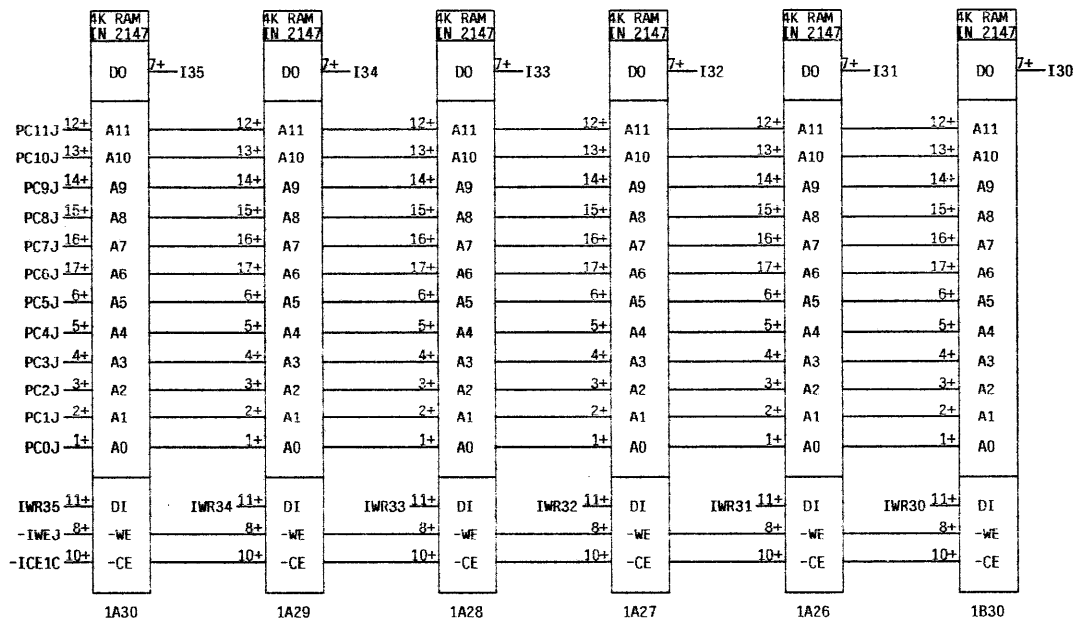 4K RAM 4K RAM 4K RAM 4K RAM 4K RAM 4K RAM
IN 2147 IN 2147 IN 2147 IN 2147 IN 2147 IN 2147
DO 7+ I35 DO 7+ I34 DO 7+ I33 DO 7+ I32 DO 7+ I31 DO 7+ I30
PC11J 12+ A11 12+ A11 12+ A11 12+ A11 12+ A11 12+ A11
PC10J 13+ A10 13+ A10 13+ A10 13+ A10 13+ A10 13+ A10
PC9J 14+ A9 14+ A9 14+ A9 14+ A9 14+ A9 14+ A9
PC8J 15+ A8 15+ A8 15+ A8 15+ A8 15+ A8 15+ A8
PC7J 16+ A7 16+ A7 16+ A7 16+ A7 16+ A7 16+ A7
PC6J 17+ A6 17+ A6 17+ A6 17+ A6 17+ A6 17+ A6
PC5J 6+ A5 6+ A5 6+ A5 6+ A5 6+ A5 6+ A5
PC4J 5+ A4 5+ A4 5+ A4 5+ A4 5+ A4 5+ A4
PC3J 4+ A3 4+ A3 4+ A3 4+ A3 4+ A3 4+ A3
PC2J 3+ A2 3+ A2 3+ A2 3+ A2 3+ A2 3+ A2
PC1J 2+ A1 2+ A1 2+ A1 2+ A1 2+ A1 2+ A1
PC0J 1+ A0 1+ A0 1+ A0 1+ A0 1+ A0 1+ A0
IWR35 11+ DI IWR34 11+ DI IWR33 11+ DI IWR32 11+ DI IWR31 11+ DI IWR30 11+ DI
-IWEJ 8+ -WE 8+ -WE 8+ -WE 8+ -WE 8+ -WE 8+ -WE
-ICE1C 10+ -CE 10+ -CE 10+ -CE 10+ -CE 10+ -CE 10+ -CE
1A30 1A29 1A28 1A27 1A26 1B30